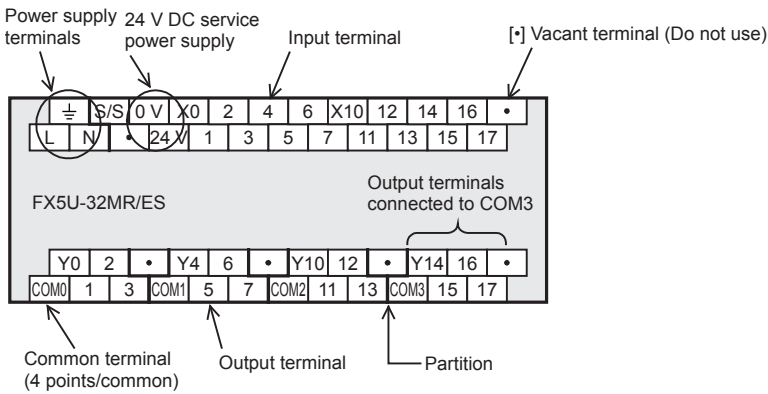 Power supply
terminals
24 V DC service
power supply
Input terminal
[•] Vacant terminal (Do not use)
⏚ S/S 0 V X0 2 4 6 X10 12 14 16 •
L N • 24 V 1 3 5 7 11 13 15 17
FX5U-32MR/ES
Output terminals
connected to COM3
Y0 2 • Y4 6 • Y10 12 • Y14 16 •
COM0 1 3 COM1 5 7 COM2 11 13 COM3 15 17
Common terminal
(4 points/common)
Output terminal
Partition